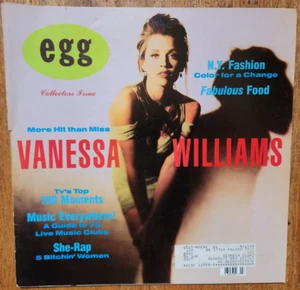 egg
Collectors Issue
N.Y. Fashion
Color for a Change
Fabulous Food
More Hit than Miss
VANESSA WILLIAMS
Tv's Top
100 Moments
Music Everywhere!
A Guide to 75
Live Music Clubs
She-Rap
5 Bitchin' Women